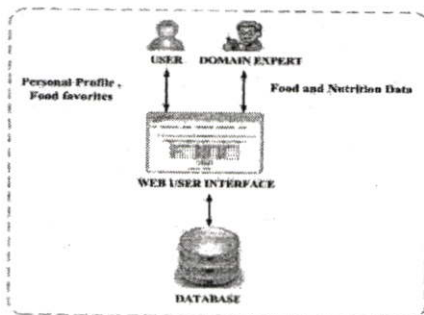 USER DOMAIN EXPERT
Personal Profile ,
Food favorites
Food and Nutrition Data
WEB USER INTERFACE
DATABASE